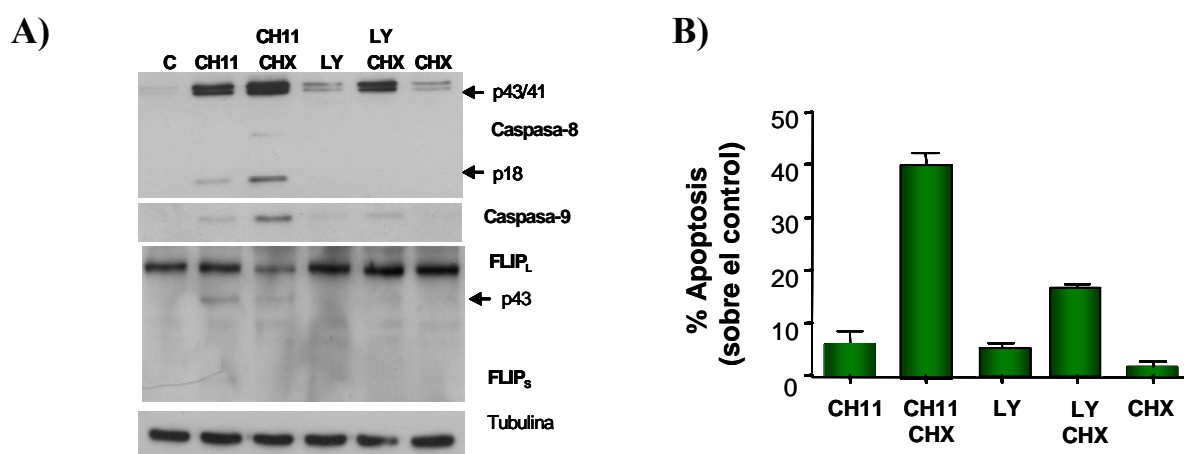 A)
CH11 LY
C CH11 CHX LY CHX CHX
p43/41
Caspasa-8
p18
Caspasa-9
FLIPL
p43
FLIPS
Tubulina
B)
% Apoptosis
(sobre el control)
50
40
30
20
10
0
CH11 CH11 LY LY CHX
CHX CHX